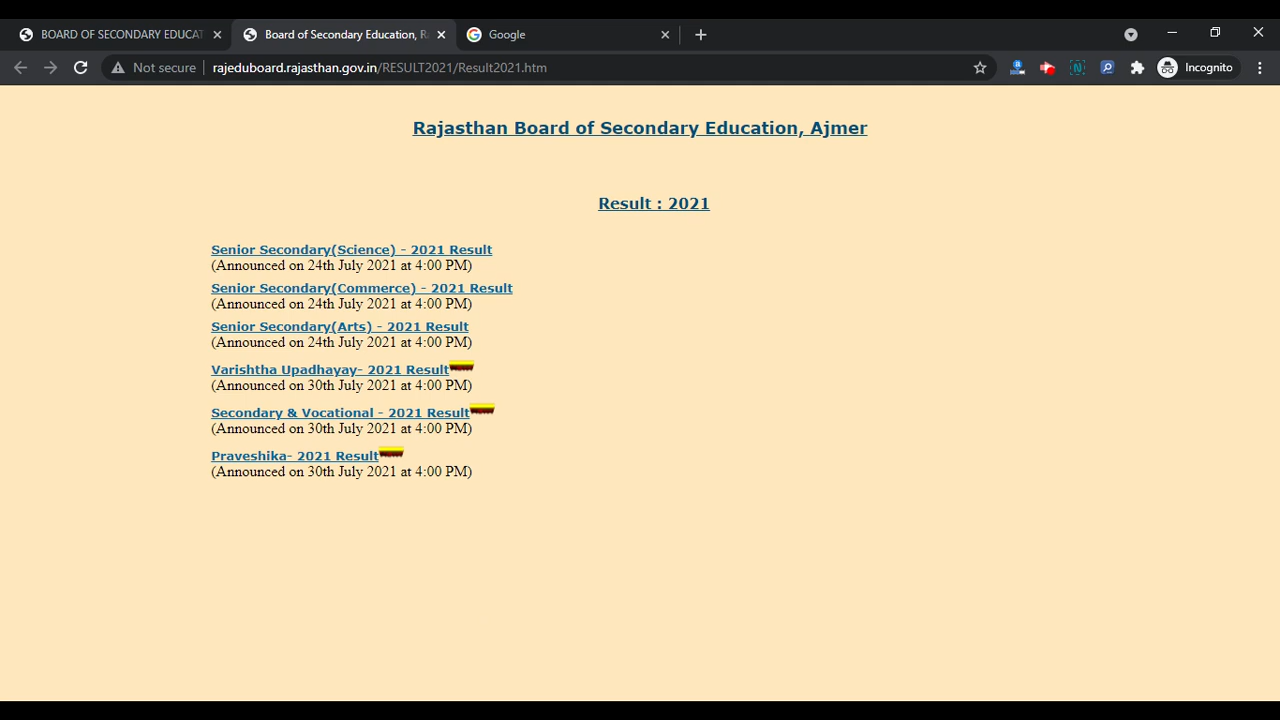 BOARD OF SECONDARY EDUCAT
Board of Secondary Education, R
Google
Not secure
rajeduboard.rajasthan.gov.in/RESULT2021/Result2021.htm
Incognito
Rajasthan Board of Secondary Education, Ajmer
Result : 2021
Senior Secondary(Science) - 2021 Result
(Announced on 24th July 2021 at 4:00 PM)
Senior Secondary(Commerce) - 2021 Result
(Announced on 24th July 2021 at 4:00 PM)
Senior Secondary(Arts) - 2021 Result
(Announced on 24th July 2021 at 4:00 PM)
Varishtha Upadhayay- 2021 Result
(Announced on 30th July 2021 at 4:00 PM)
Secondary & Vocational - 2021 Result
(Announced on 30th July 2021 at 4:00 PM)
Praveshika- 2021 Result
(Announced on 30th July 2021 at 4:00 PM)